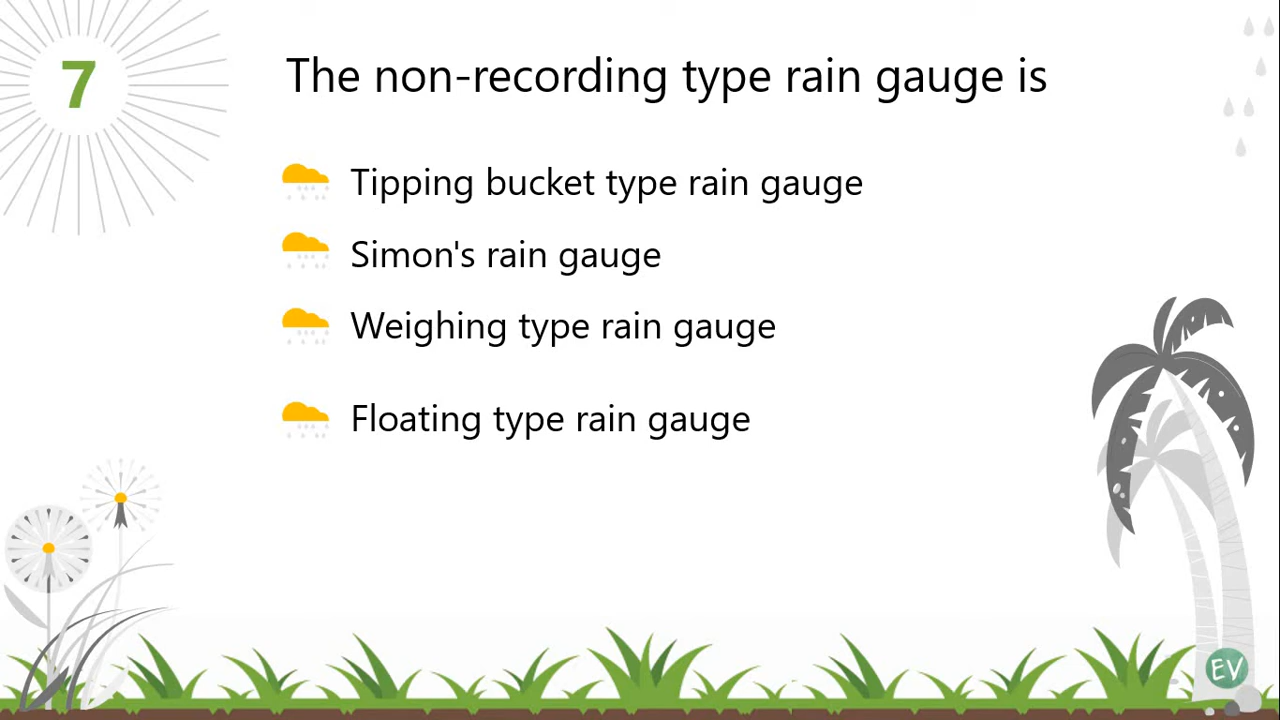 7
The non-recording type rain gauge is
Tipping bucket type rain gauge
Simon's rain gauge
Weighing type rain gauge
Floating type rain gauge
EV